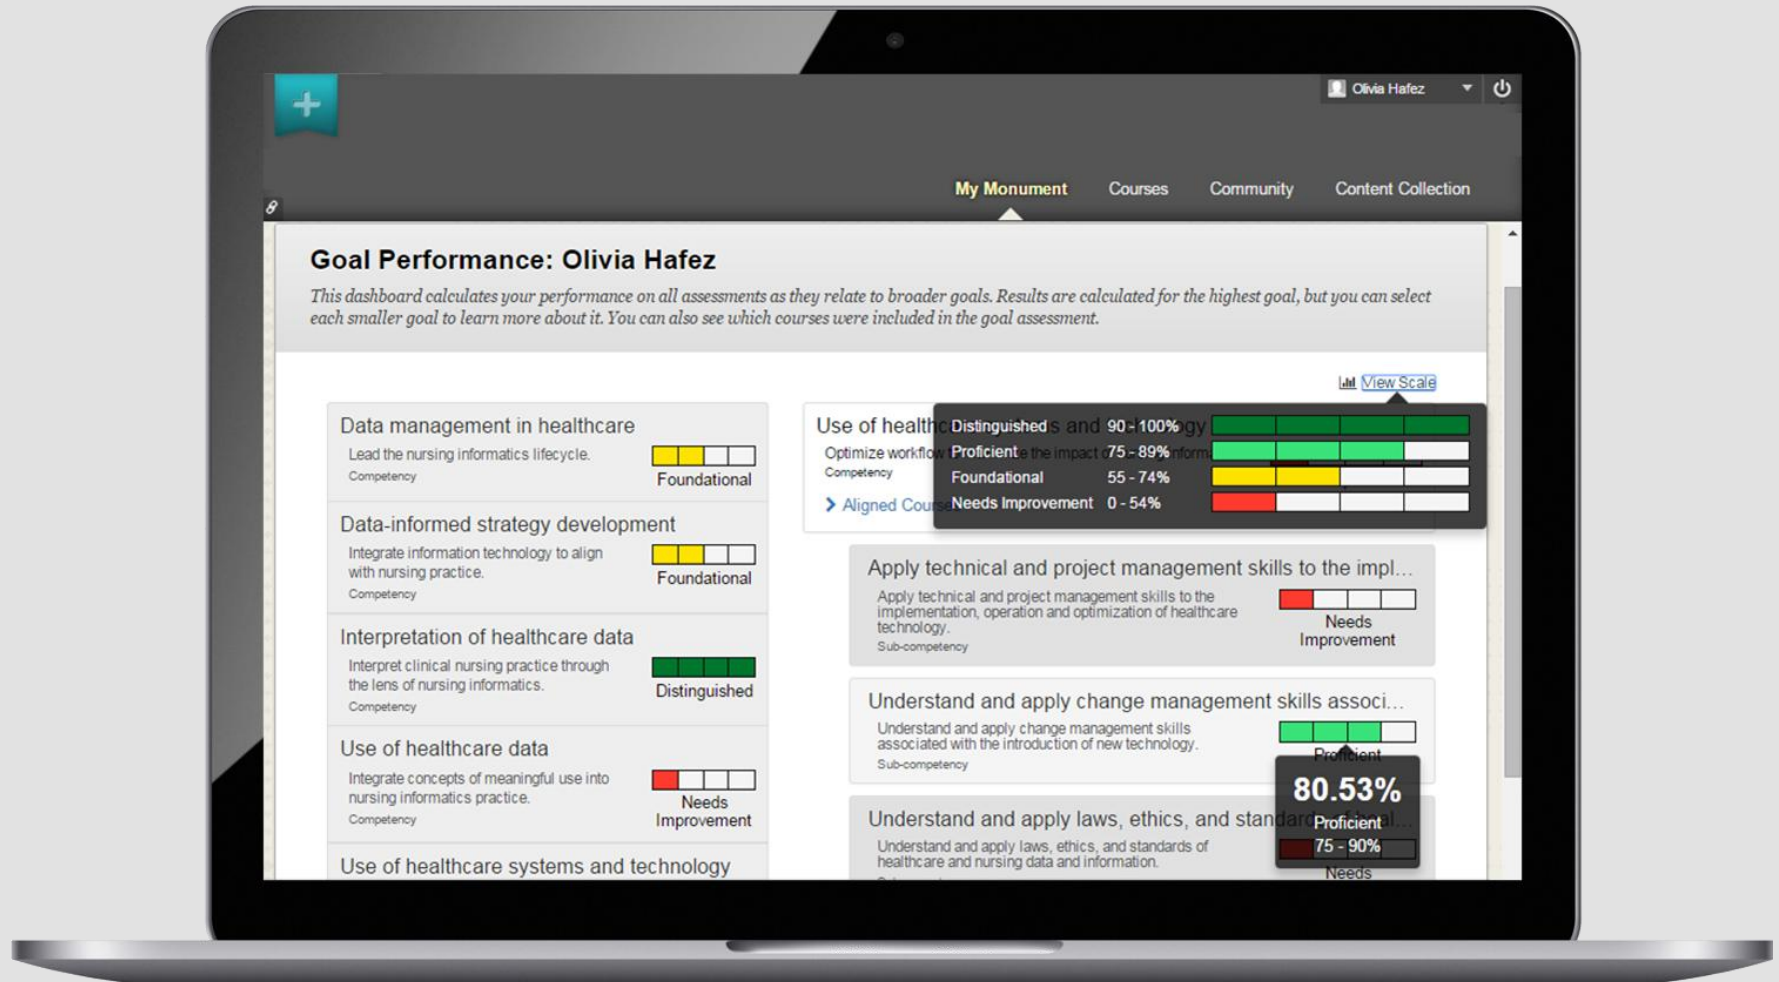 Olivia Hafez
My Monument
Courses
Community
Content Collection
Goal Performance: Olivia Hafez
This dashboard calculates your performance on all assessments as they relate to broader goals. Results are calculated for the highest goal, but you can select
each smaller goal to learn more about it. You can also see which courses were included in the goal assessment.
View Scale
Data management in healthcare
Lead the nursing informatics lifecycle.
Competency
Foundational
Data-informed strategy development
Integrate information technology to align
with nursing practice.
Competency
Foundational
Interpretation of healthcare data
Interpret clinical nursing practice through
the lens of nursing informatics.
Competency
Distinguished
Use of healthcare data
Integrate concepts of meaningful use into
nursing informatics practice.
Competency
Needs
Improvement
Use of healthcare systems and technology
Use of and
Optimize workflow the impact
Competency
Aligned
Distinguished 90 - 100%
Proficient 75 - 89%
Foundational 55 - 74%
Needs Improvement 0 - 54%
Apply technical and project management skills to the impl...
Apply technical and project management skills to the
implementation, operation and optimization of healthcare
technology.
Sub-competency
Needs
Improvement
Understand and apply change management skills associ...
Understand and apply change management skills
associated with the introduction of new technology.
Sub-competency
Proficient
80.53%
Proficient
75 - 90%
Understand and apply laws, ethics, and
Understand and apply laws, ethics, and standards of
healthcare and nursing data and information.
Needs